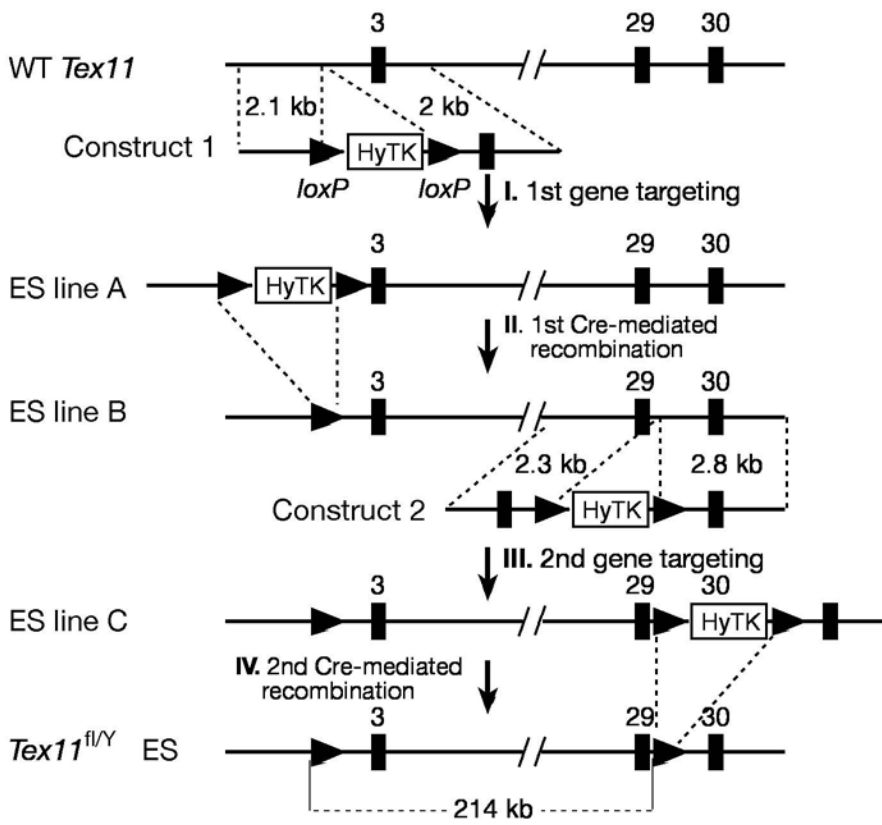 3 29 30
WT Tex11
2.1 kb 2 kb
Construct 1 HyTK
loxP loxP
I. 1st gene targeting
3 29 30
ES line A HyTK
II. 1st Cre-mediated
recombination
3 29 30
ES line B
2.3 kb 2.8 kb
Construct 2 HyTK
III. 2nd gene targeting
3 29 30
ES line C HyTK
IV. 2nd Cre-mediated
recombination
3 29 30
Tex11fl/Y ES
214 kb